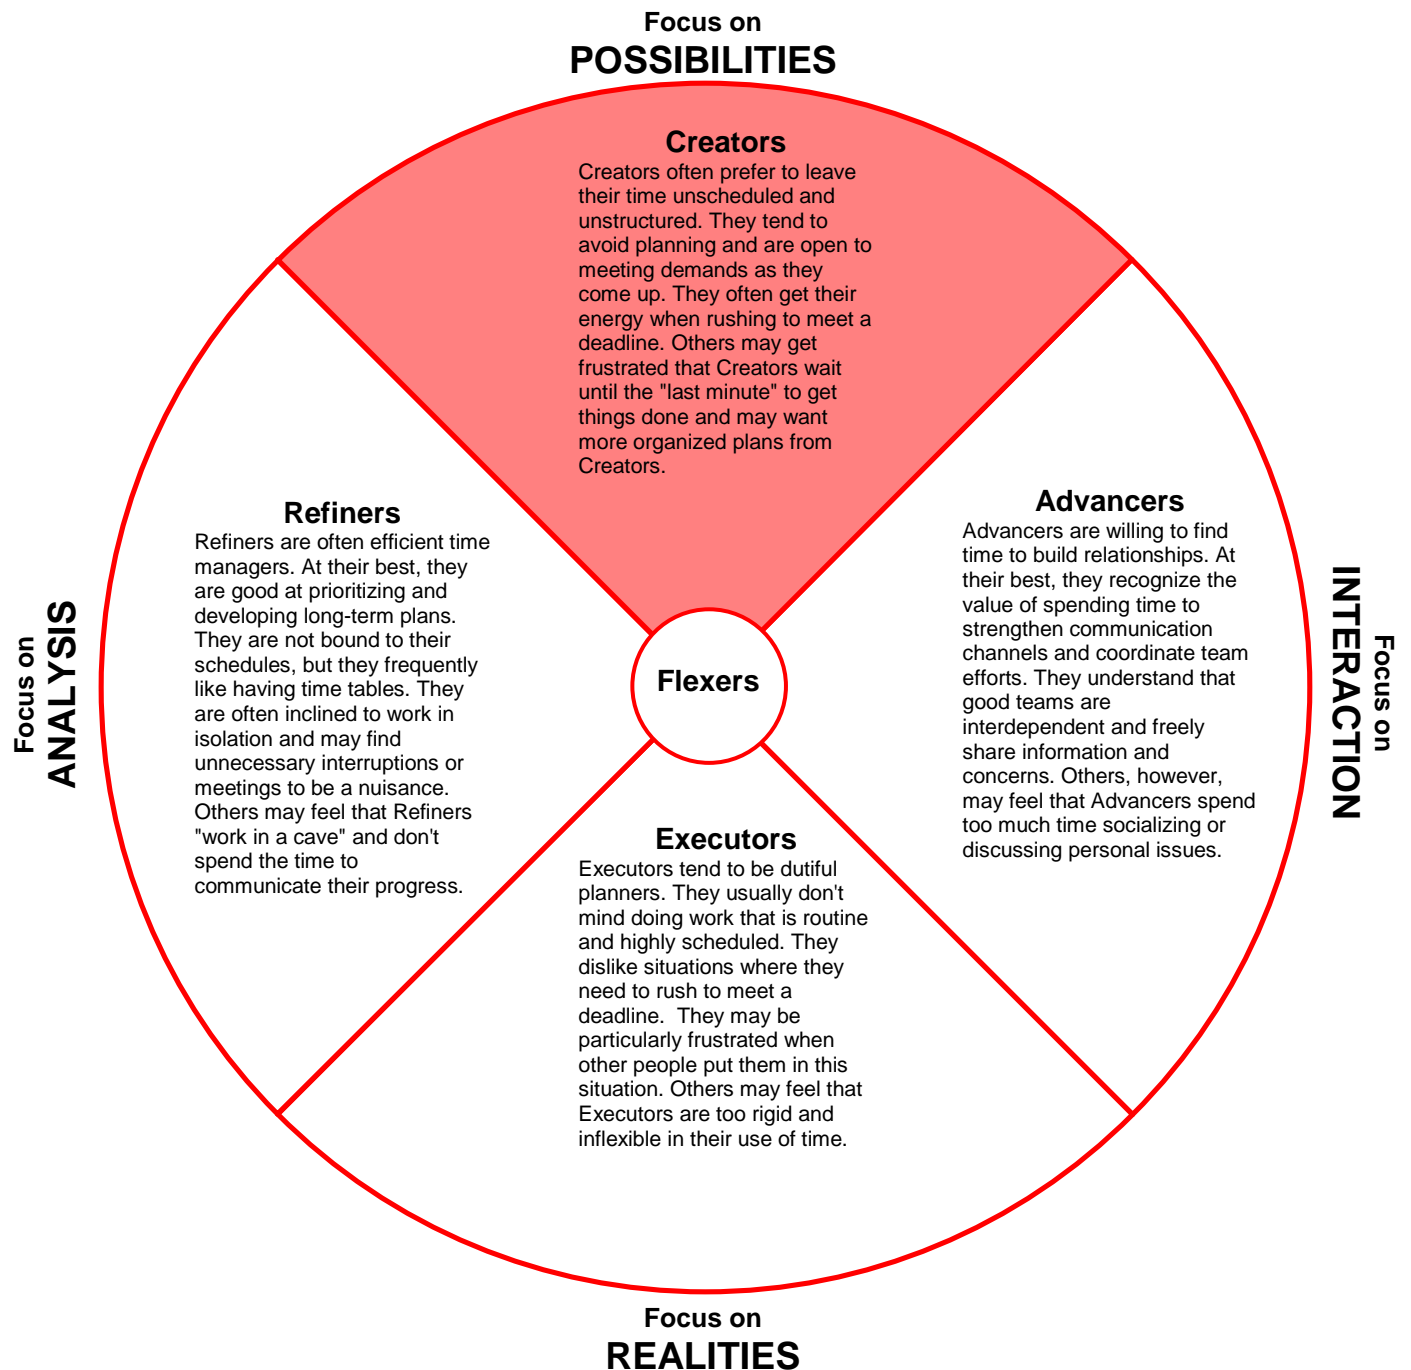 Focus on
POSSIBILITIES
Creators
Creators often prefer to leave
their time unscheduled and
unstructured. They tend to
avoid planning and are open to
meeting demands as they
come up. They often get their
energy when rushing to meet a
deadline. Others may get
frustrated that Creators wait
until the "last minute" to get
things done and may want
more organized plans from
Creators.
Focus on
ANALYSIS
Refiners
Refiners are often efficient time
managers. At their best, they
are good at prioritizing and
developing long-term plans.
They are not bound to their
schedules, but they frequently
like having time tables. They
are often inclined to work in
isolation and may find
unnecessary interruptions or
meetings to be a nuisance.
Others may feel that Refiners
"work in a cave" and don't
spend the time to
communicate their progress.
Flexers
Advancers
Advancers are willing to find
time to build relationships. At
their best, they recognize the
value of spending time to
strengthen communication
channels and coordinate team
efforts. They understand that
good teams are
interdependent and freely
share information and
concerns. Others, however,
may feel that Advancers spend
too much time socializing or
discussing personal issues.
Focus on
INTERACTION
Executors
Executors tend to be dutiful
planners. They usually don't
mind doing work that is routine
and highly scheduled. They
dislike situations where they
need to rush to meet a
deadline.  They may be
particularly frustrated when
other people put them in this
situation. Others may feel that
Executors are too rigid and
inflexible in their use of time.
Focus on
REALITIES